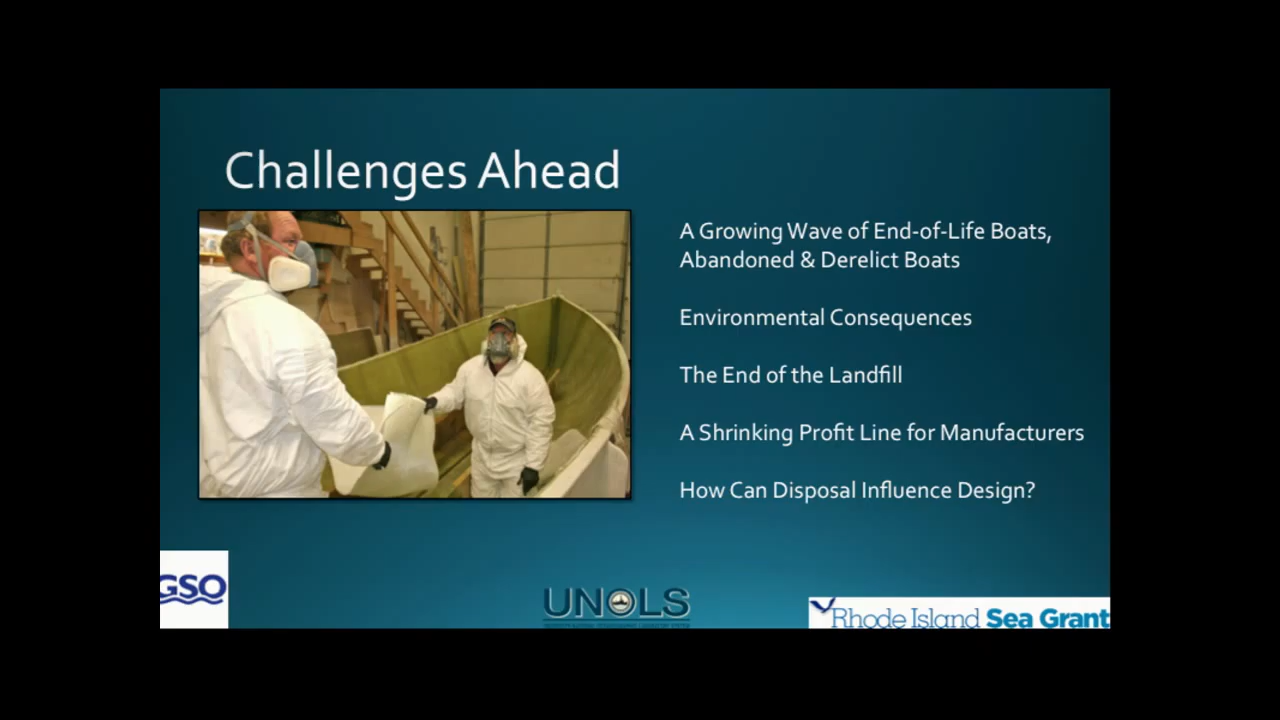 Challenges Ahead
A Growing Wave of End-of-Life Boats,
Abandoned & Derelict Boats
Environmental Consequences
The End of the Landfill
A Shrinking Profit Line for Manufacturers
How Can Disposal Influence Design?
GSO
UNOLS
Rhode Island Sea Grant